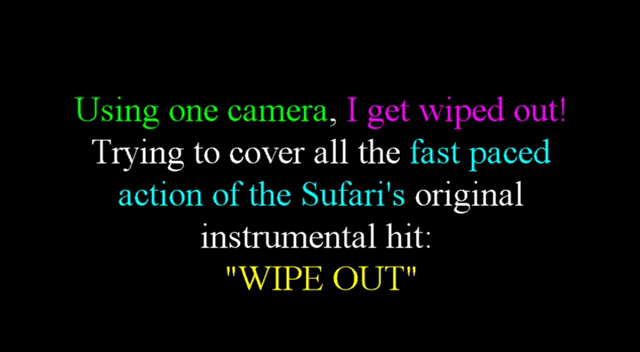 Using one camera, I get wiped out!
Trying to cover all the fast paced
action of the Sufari's original
instrumental hit:
"WIPE OUT"